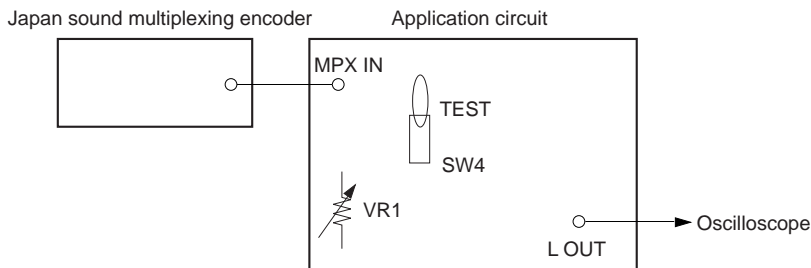 Japan sound multiplexing encoder
Application circuit
MPX IN
TEST
SW4
VR1
L OUT
Oscilloscope